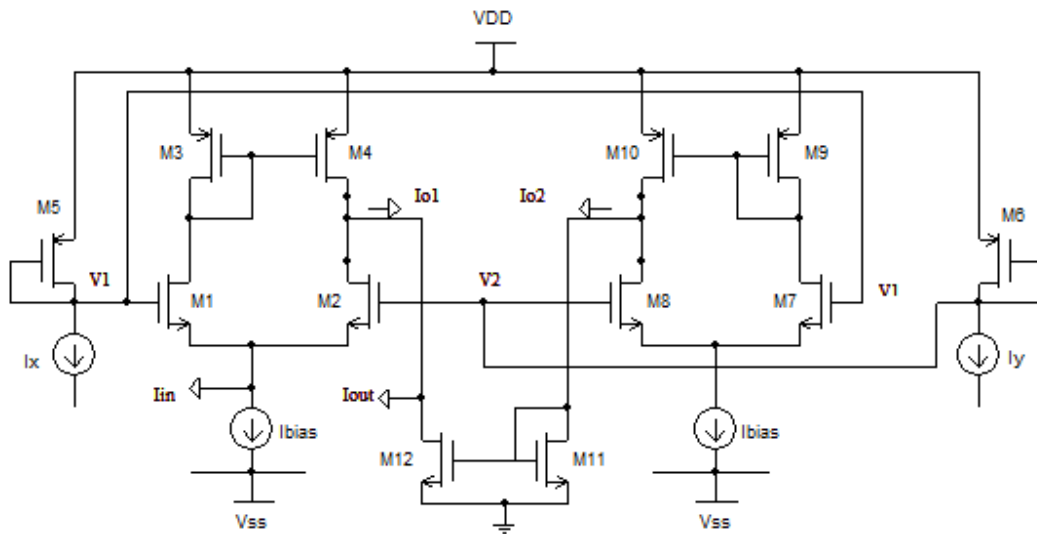 VDD
M3
M4
M10
M9
M5
Io1
Io2
M6
V1
M1
M2
V2
M8
M7
V1
Ix
Iy
Iin
Iout
Ibias
Ibias
M12
M11
Vss
Vss